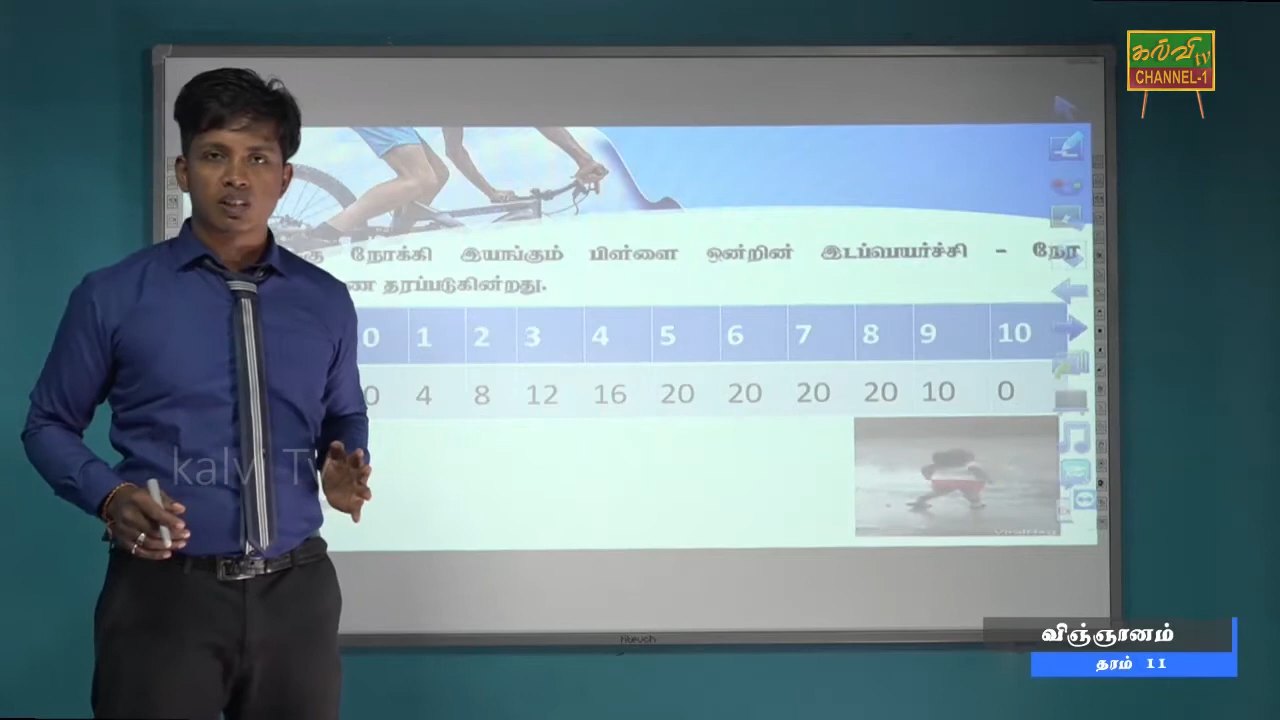 கல்வி tv
CHANNEL-1
நோக்கி இயங்கும் பிள்ளை ஒன்றின் இடப்பெயர்ச்சி - நேர
தரப்படுகின்றது.
0 1 2 3 4 5 6 7 8 9 10
0 4 8 12 16 20 20 20 20 10 0
kalvi Tv
விஞ்ஞானம்
தரம் 11